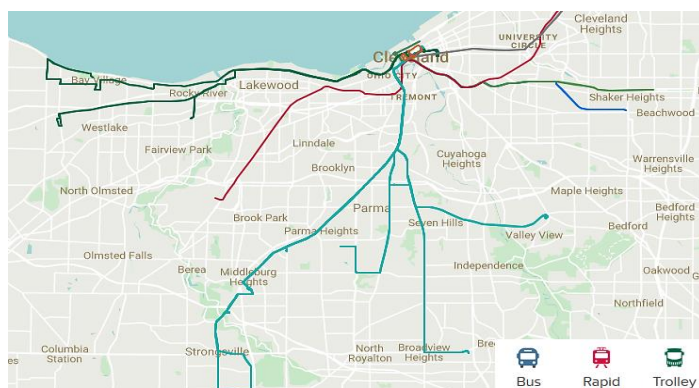 Cleveland
Heights
UNIVERSITY
CIRCLE
Cleveland
Bay Village
Rocky River
Lakewood
TREMONT
Shaker Heights
Beachwood
Westlake
Fairview Park
Linndale
Brooklyn
Cuyahoga
Heights
Warrensville
Heights
North Olmsted
Maple Heights
Brook Park
Parma
Parma Heights
Seven Hills
Valley View
Bedford
Heights
Bedford
Olmsted Falls
Berea
Middleburg
Heights
Independence
Oakwood
G
Northfield
Columbia
Station
es
Strongsville
North
Royalton
Broadview
Heights
Bre
Bus
Rapid
Trolley